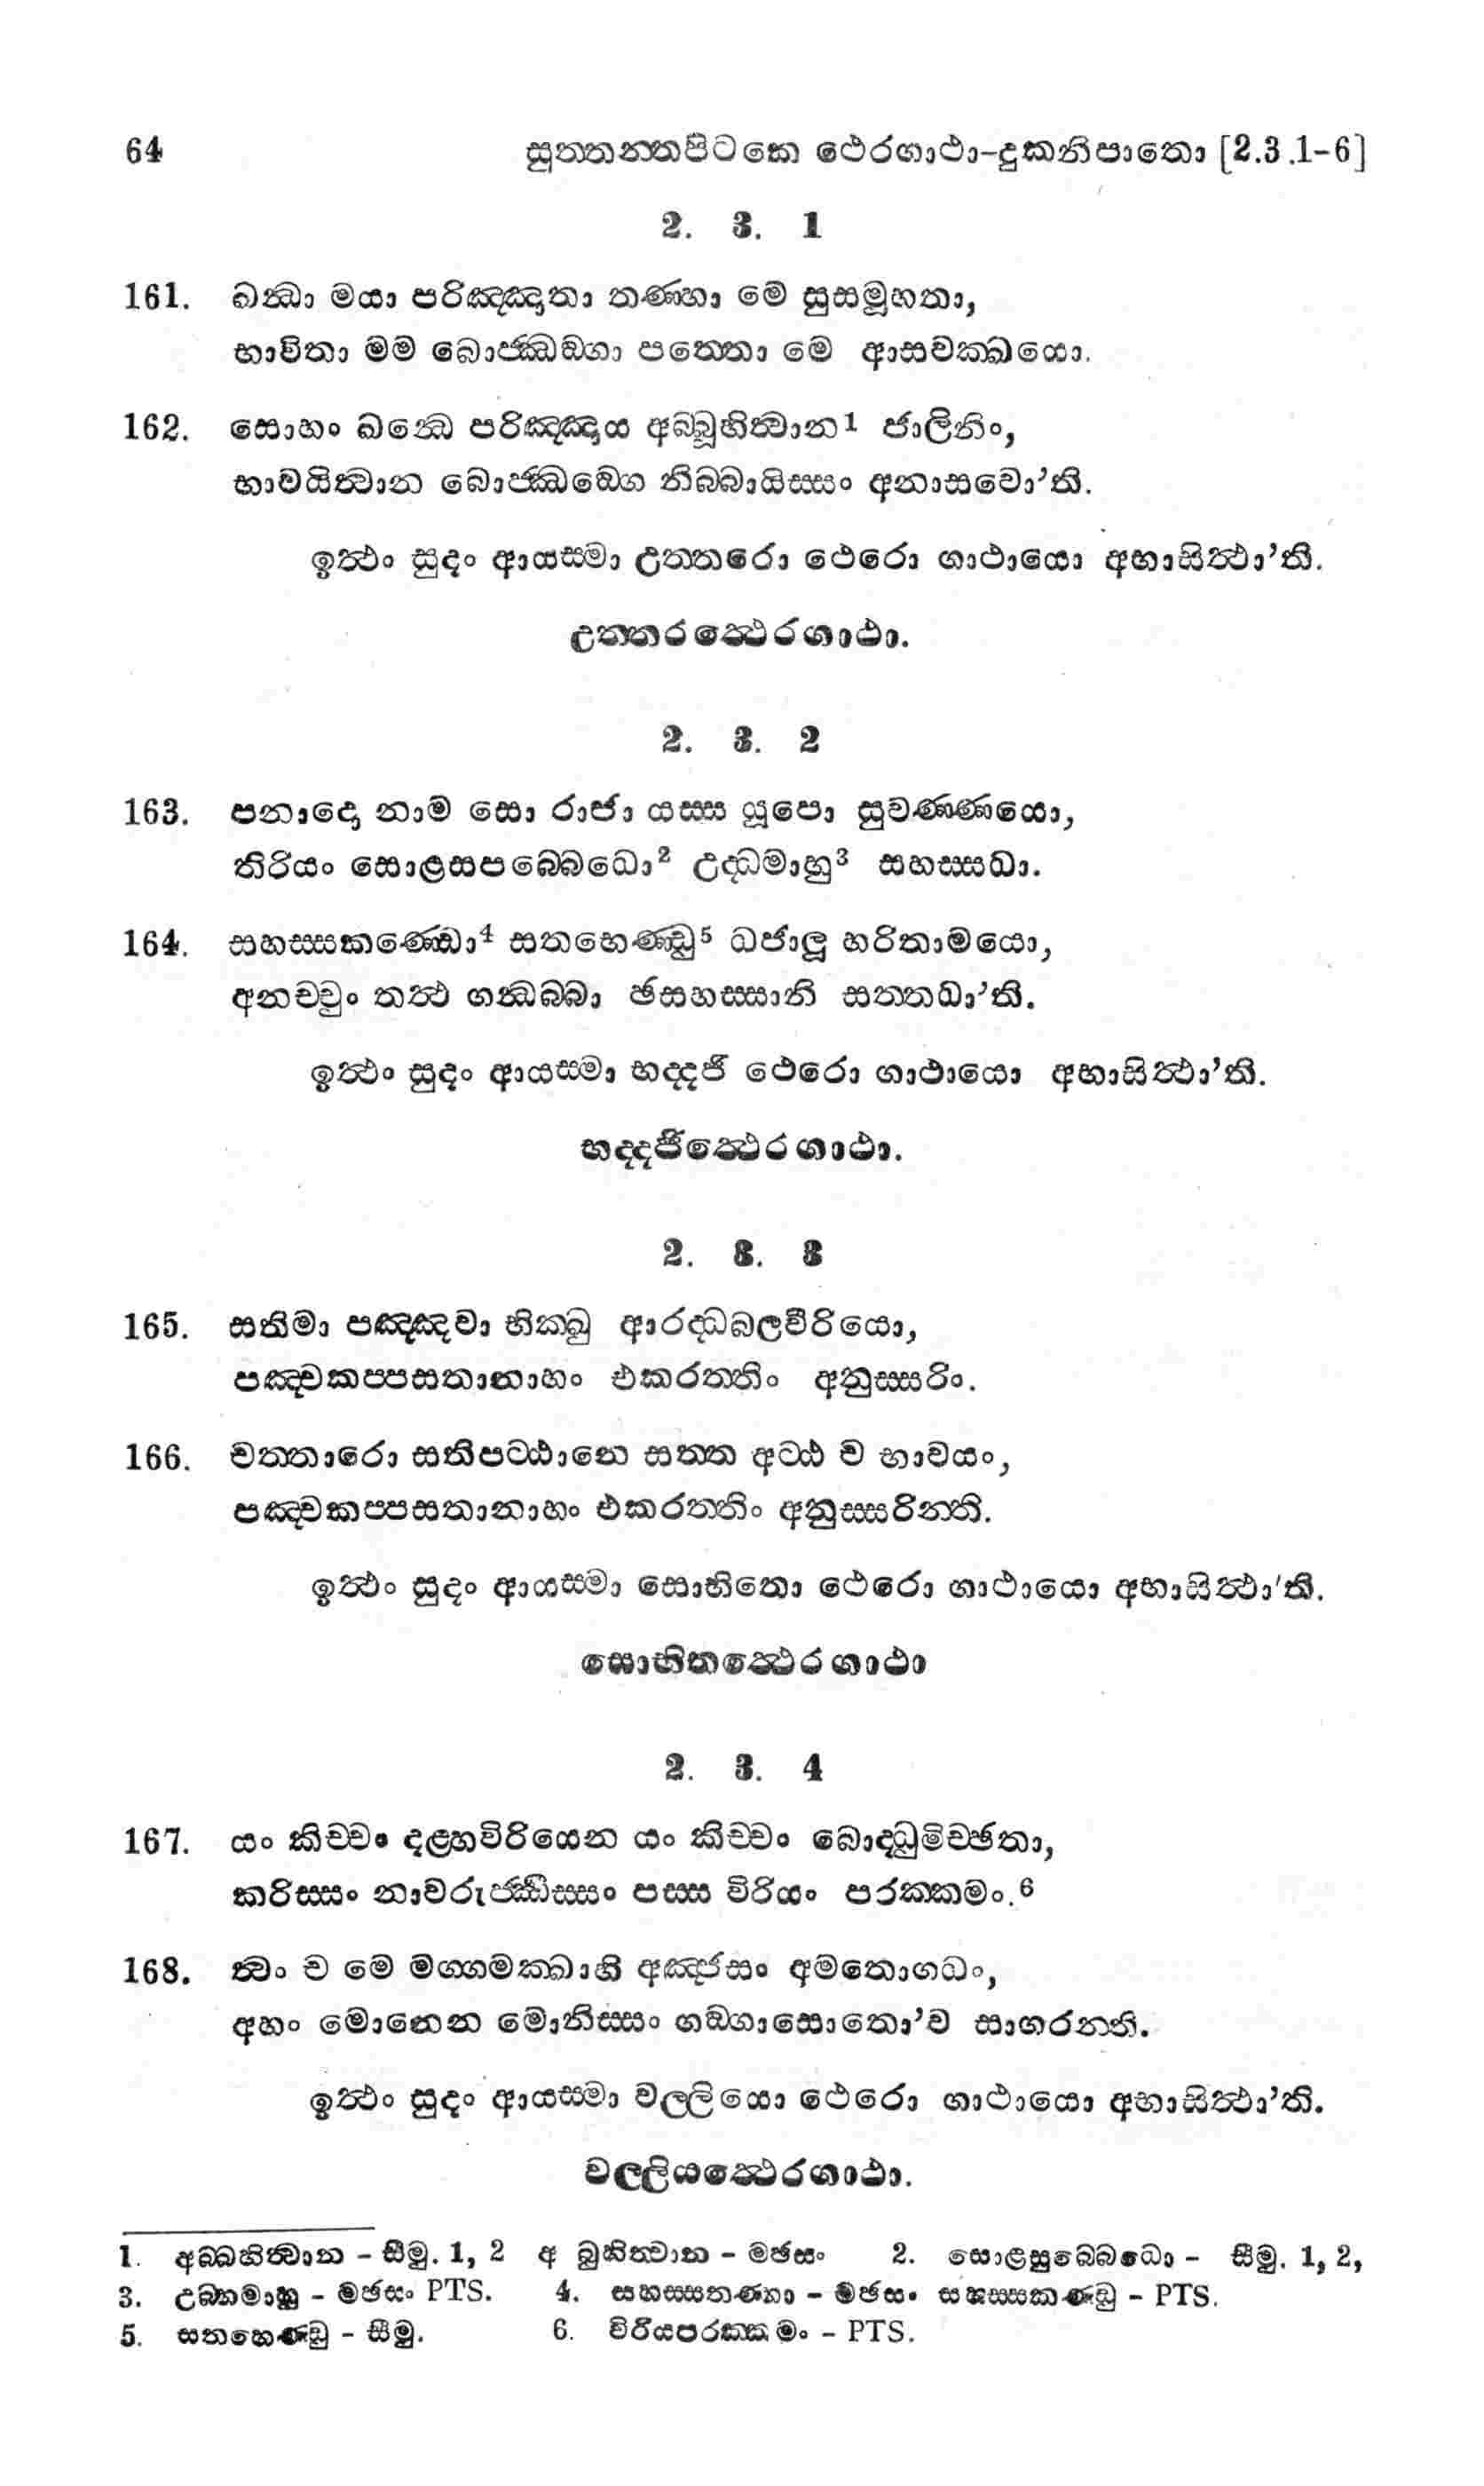 64 සුත්තන්තපිටකෙ ථෙරගාථා-දුකනිපාතො [2.3.1-6]
2. 3. 1
161. ඛන්ධා මයා පරිඤ්ඤාතා තණ්හා මෙ සුසමූහතා,
භාවිතා මම බොජ්ඣඞ්ගා පත්තො මෙ ආසවක්ඛයො.
162. සොහං ඛන්ධෙ පරිඤ්ඤාය අබ්බූහිත්වාන1 ජාලිනිං,
භාවයිත්වාන බොජ්ඣඞ්ගෙ නිබ්බායිස්සං අනාසවො’ති.
ඉත්ථං සුදං ආයස්මා උත්තරො ථෙරො ගාථායො අභාසිත්ථා’ති.
උත්තරත්ථෙරගාථා.
2. 3. 2
163. පනාදො නාම සො රාජා යස්ස යූපො සුවණ්ණයො,
තිරියං සොළසපබ්බෙධො2 උද්ධමාහු3 සහස්සධා.
164. සහස්සකණ්ඩො4 සතභෙණ්ඩු5 ධජාලූ හරිතාමයො,
අනච්චුං තත්ථ ගන්ධබ්බා ඡසහස්සානි සත්තධා’ති.
ඉත්ථං සුදං ආයස්මා භද්දජි ථෙරො ගාථායො අභාසිත්ථා’ති.
භද්දජිත්ථෙරගාථා.
2. 3. 3
165. සතිමා පඤ්ඤවා භික්ඛු ආරද්ධබලවීරියො,
පඤ්චකප්පසතානාහං එකරත්තිං අනුස්සරිං.
166. චත්තාරො සතිපට්ඨානෙ සත්ත අට්ඨ ච භාවයං,
පඤ්චකප්පසතානාහං එකරත්තිං අනුස්සරින්ති.
ඉත්ථං සුදං ආයස්මා සොභිතො ථෙරො ගාථායො අභාසිත්ථා’ති.
සොභිතත්ථෙරගාථා
2. 3. 4
167. යං කිච්චං දළ්හවිරියෙන යං කිච්චං බොද්ධුමිච්ඡතා,
කරිස්සං නාවරුජ්ඣිස්සං පස්ස විරියං පරක්කමං.6
168. ත්වං ච මෙ මග්ගමක්ඛාහි අඤ්ජසං අමතොගධං,
අහං මොනෙන මොනිස්සං ගඞ්ගාසොතො’ව සාගරන්ති.
ඉත්ථං සුදං ආයස්මා වල්ලියො ථෙරො ගාථායො අභාසිත්ථා’ති.
වල්ලියත්ථෙරගාථා.
1. අබ්බහිත්වාන - සීමු. 1, 2 අ බුහිත්වාන - මඡසං 2. සොළසුබ්බෙධො - සීමු. 1, 2,
3. උබ්භමාහු - මඡසං PTS. 4. සහස්සතණ්හා - මඡසං සහස්සකණ්ඩු - PTS.
5. සතහෙණ්ඩු - සීමු. 6. විරියපරක්කමං - PTS.